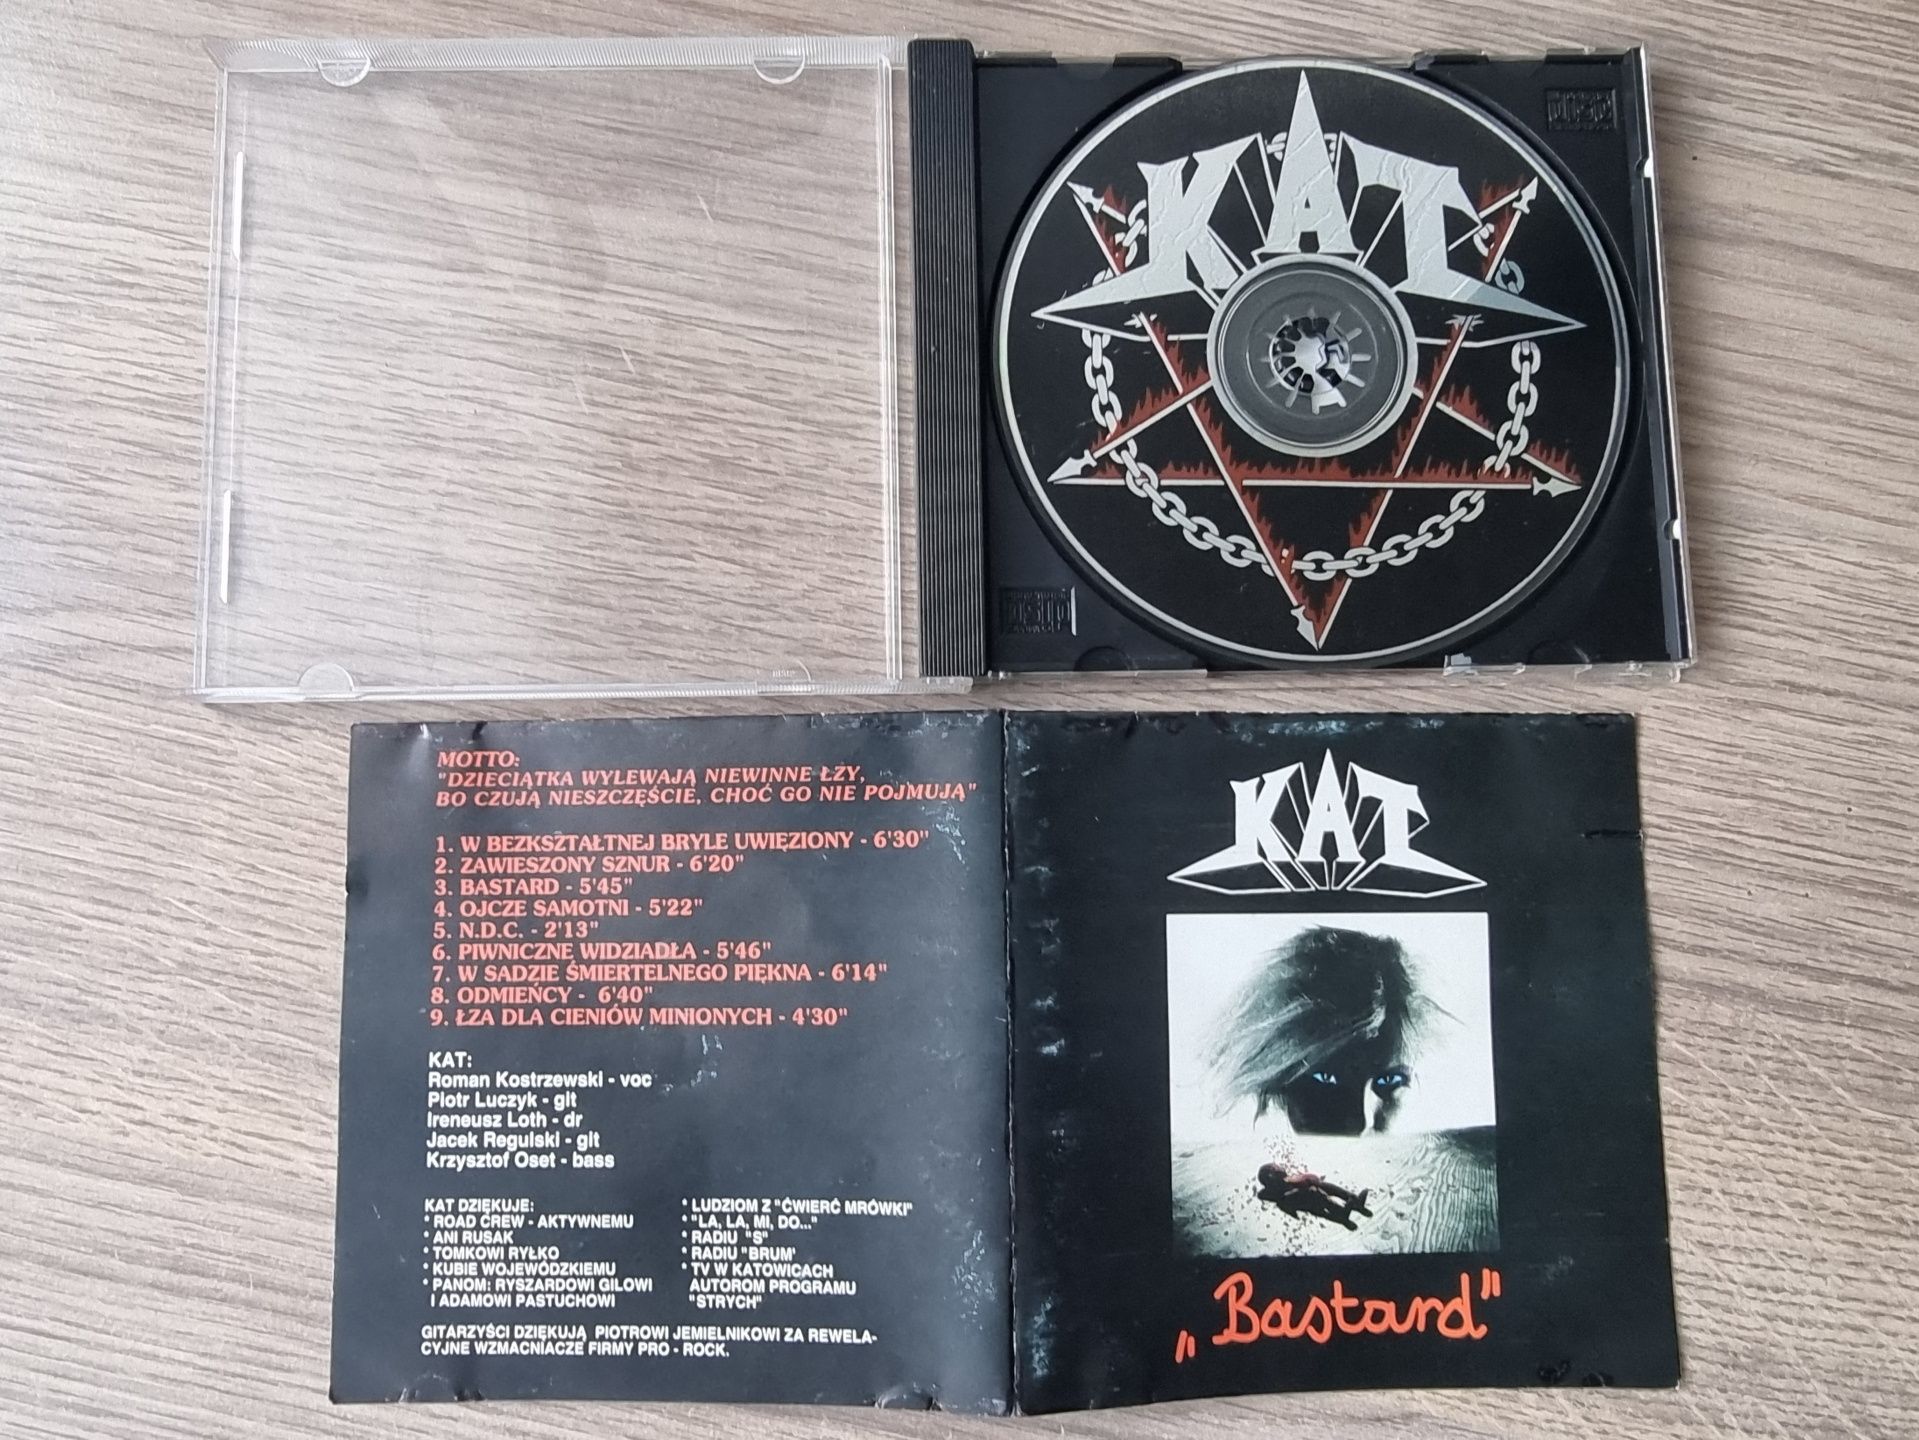 KAT
disc
disc
MOTTO:
"DZIECIĄTKA WYLEWAJĄ NIEWINNE ŁZY,
BO CZUJĄ NIESZCZĘŚCIE, CHOĆ GO NIE POJMUJĄ"
1. W BEZKSZTAŁTNEJ BRYLE UWIĘZIONY - 6'30"
2. ZAWIESZONY SZNUR - 6'20"
3. BASTARD - 5'45"
4. OJCZE SAMOTNI - 5'22"
5. N.D.C. - 2'13"
6. PIWNICZNE WIDZIADŁA - 5'46"
7. W SADZIE ŚMIERTELNEGO PIĘKNA - 6'14"
8. ODMIEŃCY - 6'40"
9. ŁZA DLA CIENIÓW MINIONYCH - 4'30"
KAT:
Roman Kostrzewski - voc
Piotr Luczyk - git
Ireneusz Loth - dr
Jacek Regulski - git
Krzysztof Oset - bass
KAT DZIĘKUJE:
* ROAD CREW - AKTYWNEMU
* ANI RUSAK
* TOMKOWI RYŁKO
* KUBIE WOJEWÓDZKIEMU
* PANOM: RYSZARDOWI GILOWI
I ADAMOWI PASTUCHOWI
* LUDZIOM Z "ĆWIERĆ MRÓWKI"
* "LA, LA, MI, DO..."
* RADIU "S"
* RADIU "BRUM'
* TV W KATOWICACH
AUTOROM PROGRAMU
"STRYCH"
GITARZYŚCI DZIĘKUJĄ PIOTROWI JEMIELNIKOWI ZA REWELA-
CYJNE WZMACNIACZE FIRMY PRO - ROCK.
KAT
„Bastard"